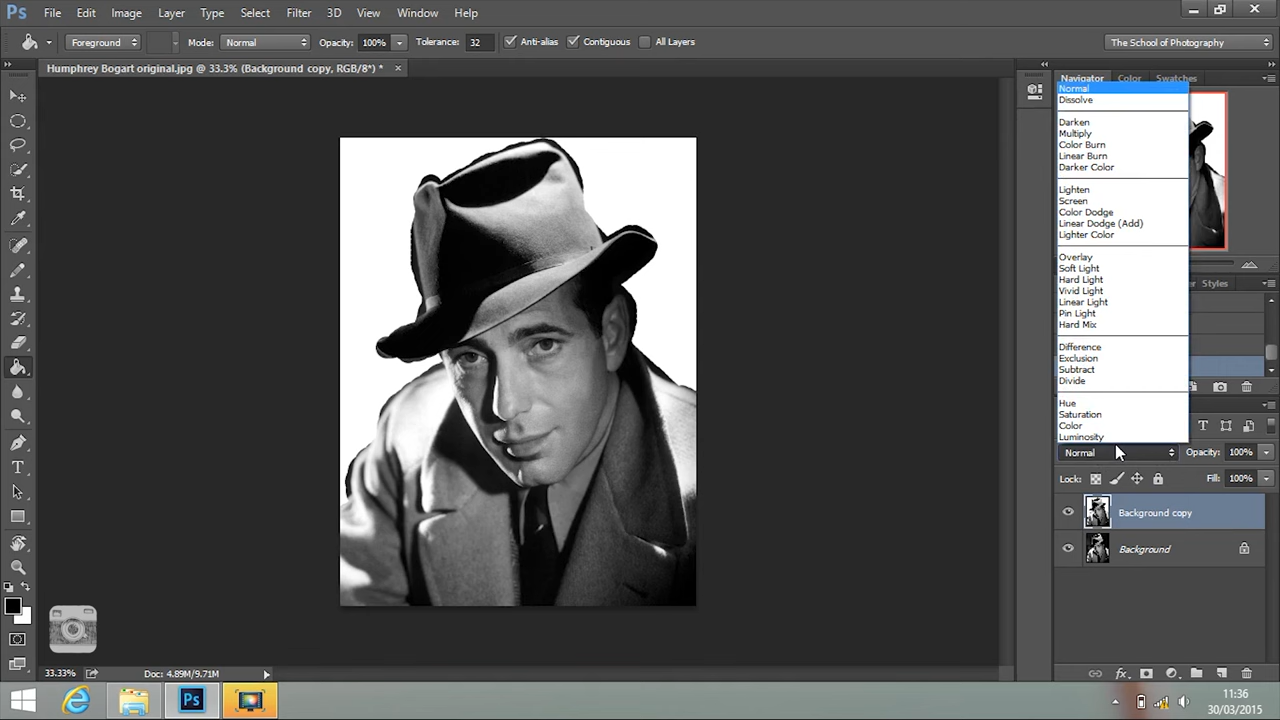 Ps File Edit Image Layer Type Select Filter 3D View Window Help
Foreground Mode: Normal Opacity: 100% Tolerance: 32 Anti-alias Contiguous All Layers The School of Photography
Humphrey Bogart original.jpg @ 33.3% (Background copy, RGB/8*) * ×
Navigator Color Swatches
Normal
Dissolve
Darken
Multiply
Color Burn
Linear Burn
Darker Color
Lighten
Screen
Color Dodge
Linear Dodge (Add)
Lighter Color
Overlay
Soft Light
Hard Light
Vivid Light
Linear Light
Pin Light
Hard Mix
Styles
Difference
Exclusion
Subtract
Divide
Hue
Saturation
Color
Luminosity
Normal Opacity: 100%
Lock: Fill: 100%
Background copy
Background
33.33% Doc: 4.89M/9.71M
fx
Ps
11:36
30/03/2015